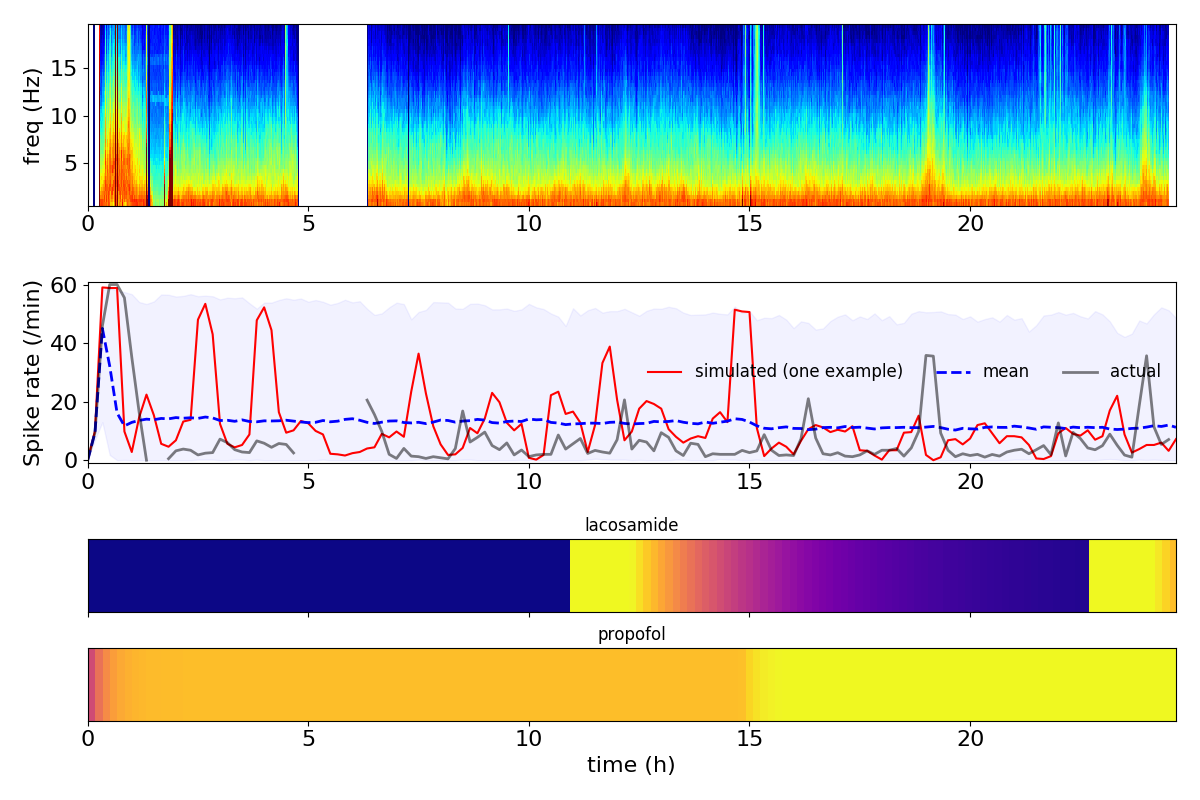 freq (Hz)
15
10
5
0 5 10 15 20
Spike rate (/min)
60
40
20
0
simulated (one example) mean actual
0 5 10 15 20
lacosamide
propofol
0 5 10 15 20
time (h)